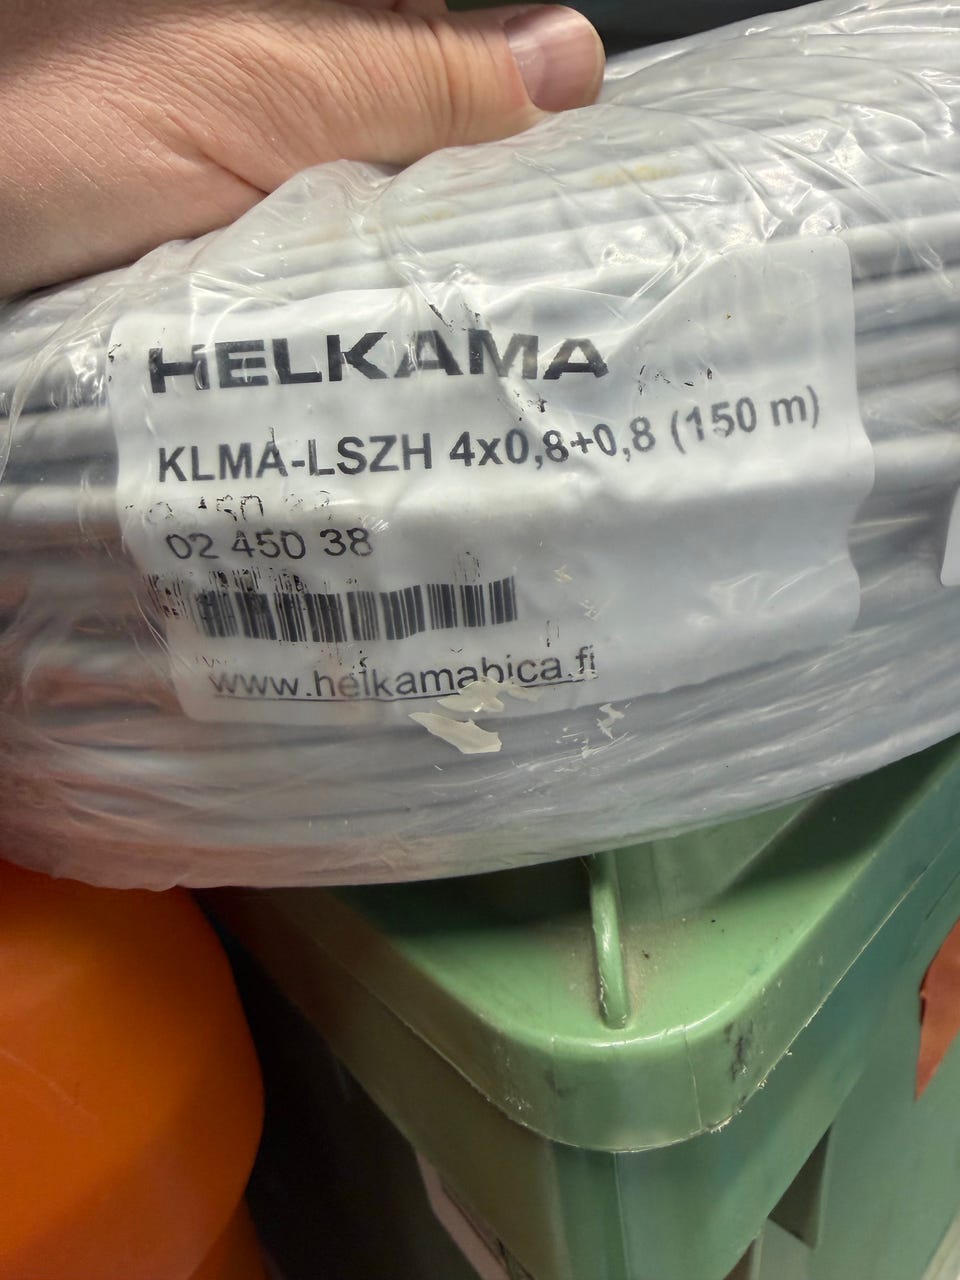 HELKAMA
KLMA-LSZH 4x0,8+0,8 (150 m)
02 450 38
www.helkamabica.fi